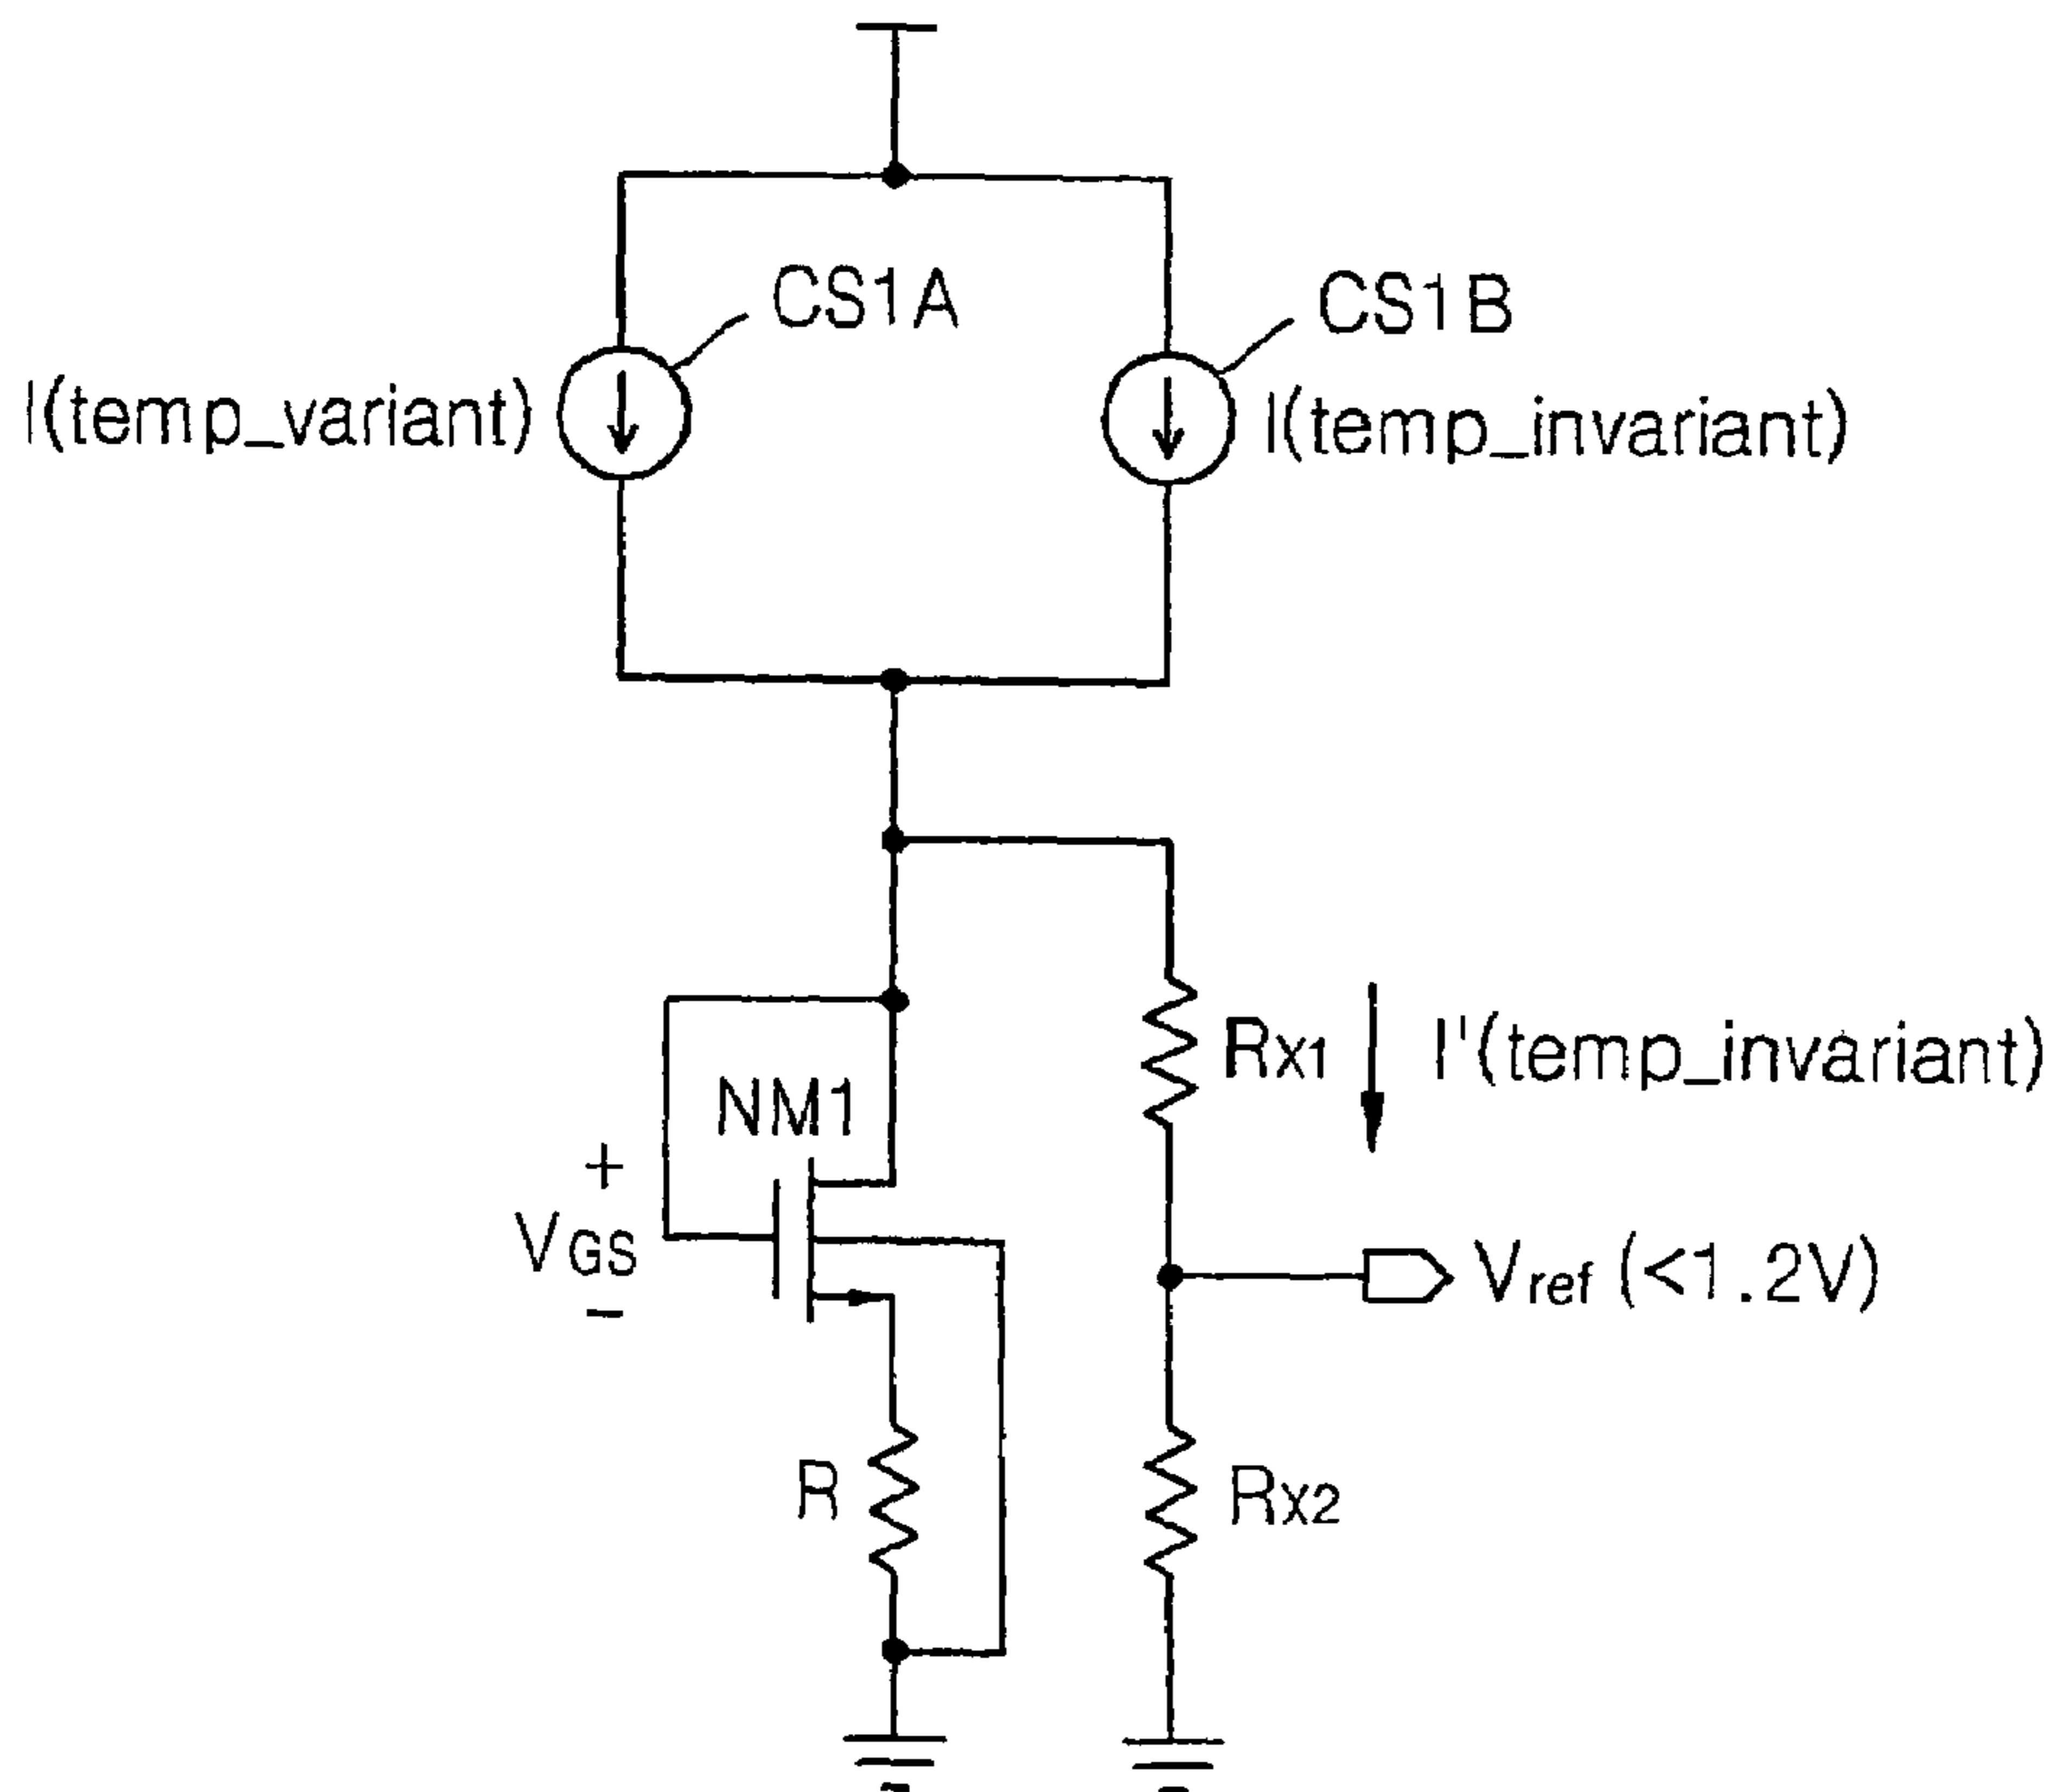 CS1A
CS1B
I(temp_variant)
I(temp_invariant)
Rx1
I'(temp_invariant)
NM1
+
VGS
−
Vref (<1.2V)
R
Rx2